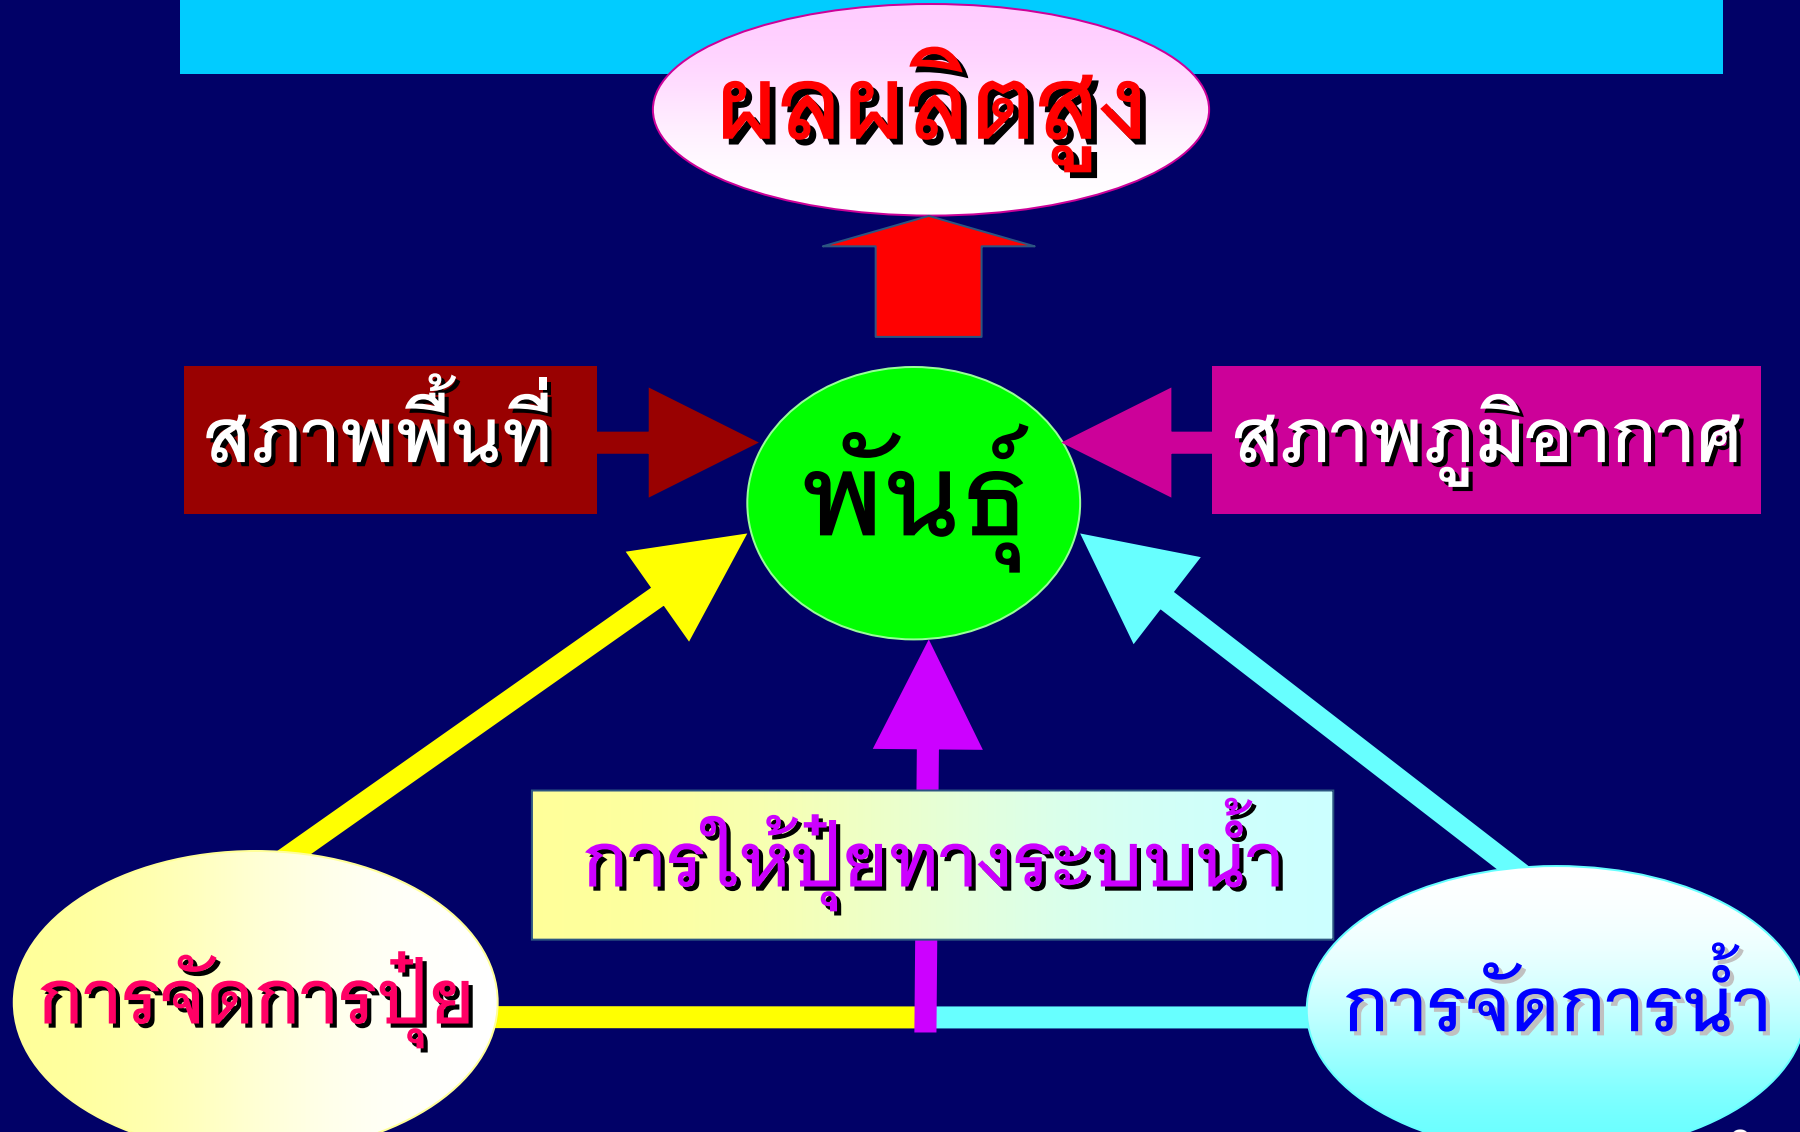 ผลผลิตสูง
สภาพพื้นที่
พันธุ์
สภาพภูมิอากาศ
การให้ปุ๋ยทางระบบน้ำ
การจัดการปุ๋ย
การจัดการน้ำ